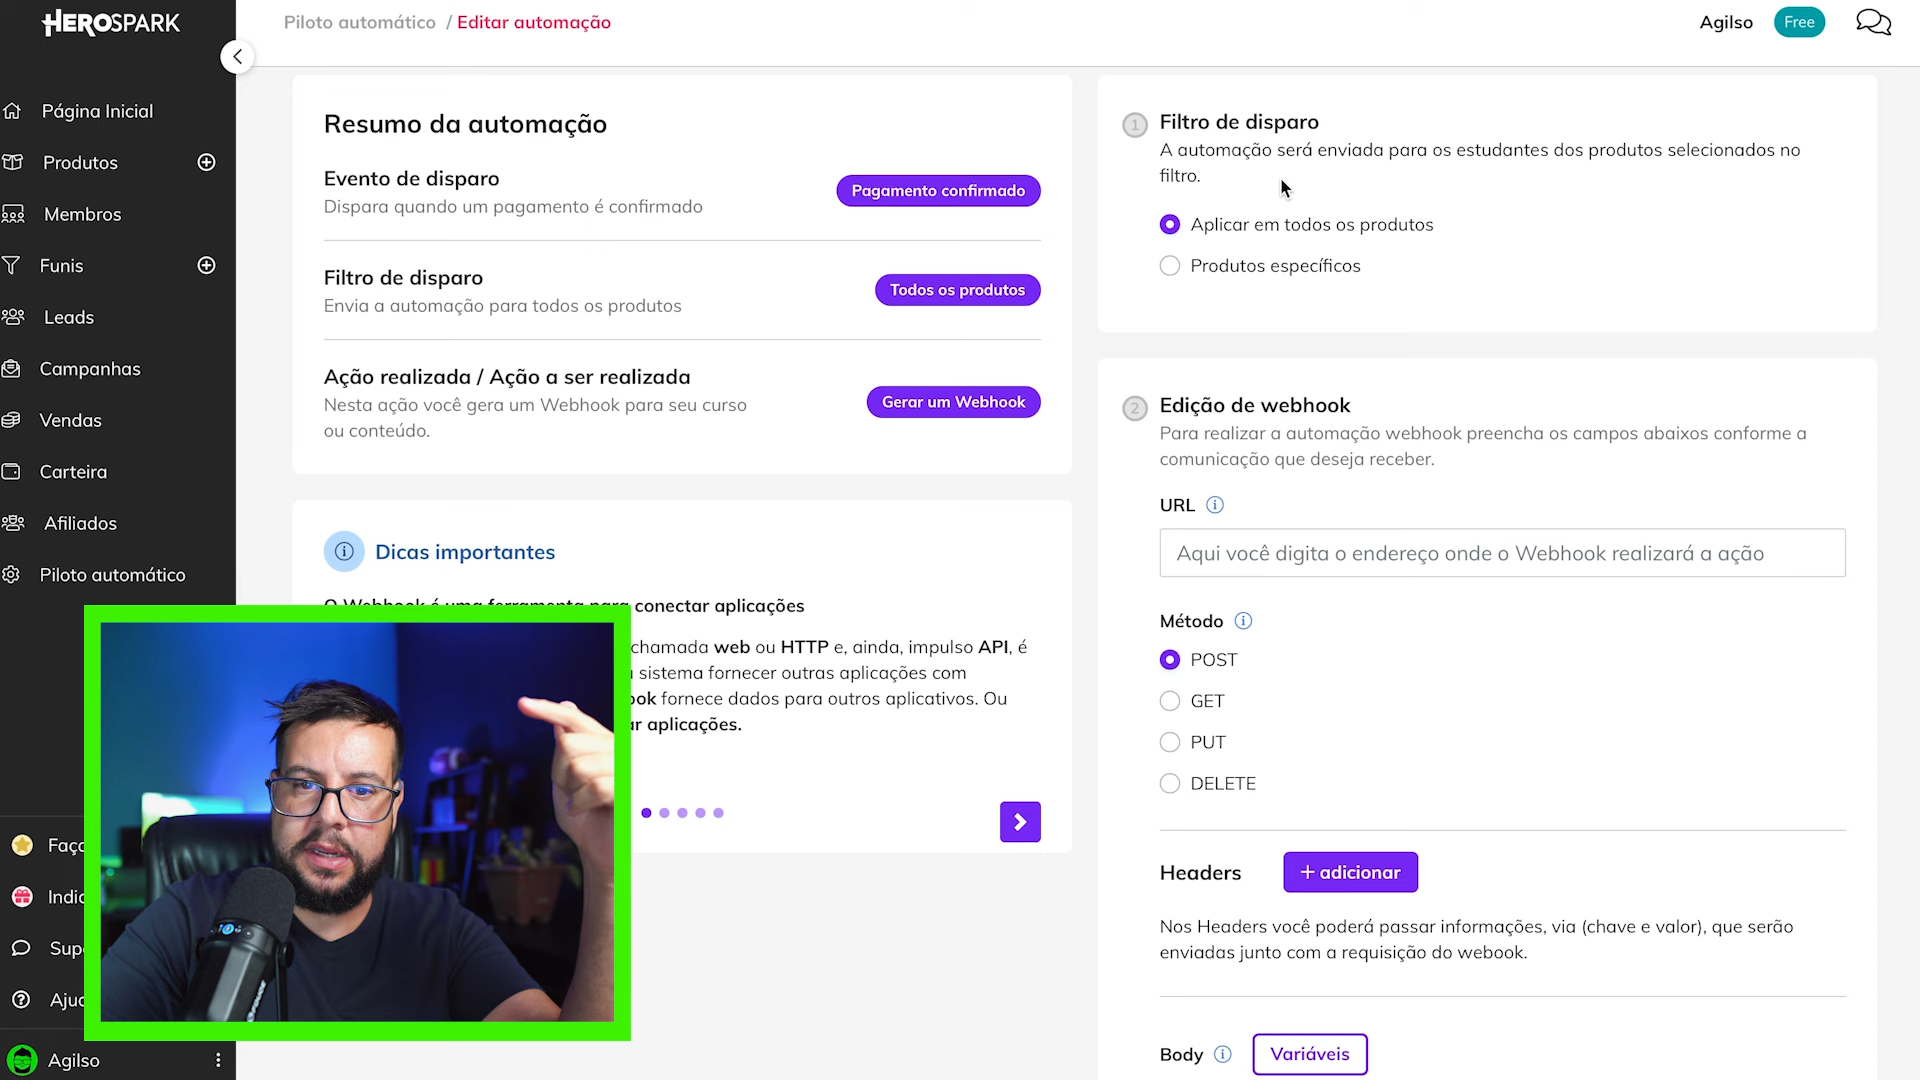 HEROSPARK
Piloto automático / Editar automação
Agilso
Free
Página Inicial
Produtos
Membros
Funis
Leads
Campanhas
Vendas
Carteira
Afiliados
Piloto automático
Agilso
Resumo da automação
Evento de disparo
Dispara quando um pagamento é confirmado
Pagamento confirmado
Filtro de disparo
Envia a automação para todos os produtos
Todos os produtos
Ação realizada / Ação a ser realizada
Nesta ação você gera um Webhook para seu curso
ou conteúdo.
Gerar um Webhook
Dicas importantes
O Webhook é uma ferramenta para conectar aplicações
chamada web ou HTTP e, ainda, impulso API, é
sistema fornecer outras aplicações com
fornece dados para outros aplicativos. Ou
aplicações.
1
Filtro de disparo
A automação será enviada para os estudantes dos produtos selecionados no
filtro.
Aplicar em todos os produtos
Produtos específicos
2
Edição de webhook
Para realizar a automação webhook preencha os campos abaixos conforme a
comunicação que deseja receber.
URL
Aqui você digita o endereço onde o Webhook realizará a ação
Método
POST
GET
PUT
DELETE
Headers
+ adicionar
Nos Headers você poderá passar informações, via (chave e valor), que serão
enviadas junto com a requisição do webook.
Body
Variáveis